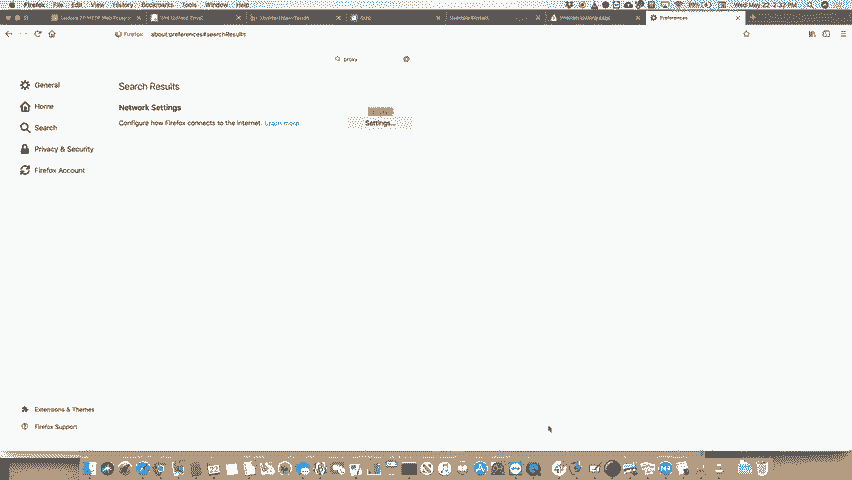 Firefox File Edit View History Bookmarks Tools Window Help
Wed May 22 2:32 PM
Preferences
Firefox about:preferences#searchResults
proxy
General
Home
Search
Privacy & Security
Firefox Account
Search Results
Network Settings
Configure how Firefox connects to the internet. Learn more
Settings...
Extensions & Themes
Firefox Support